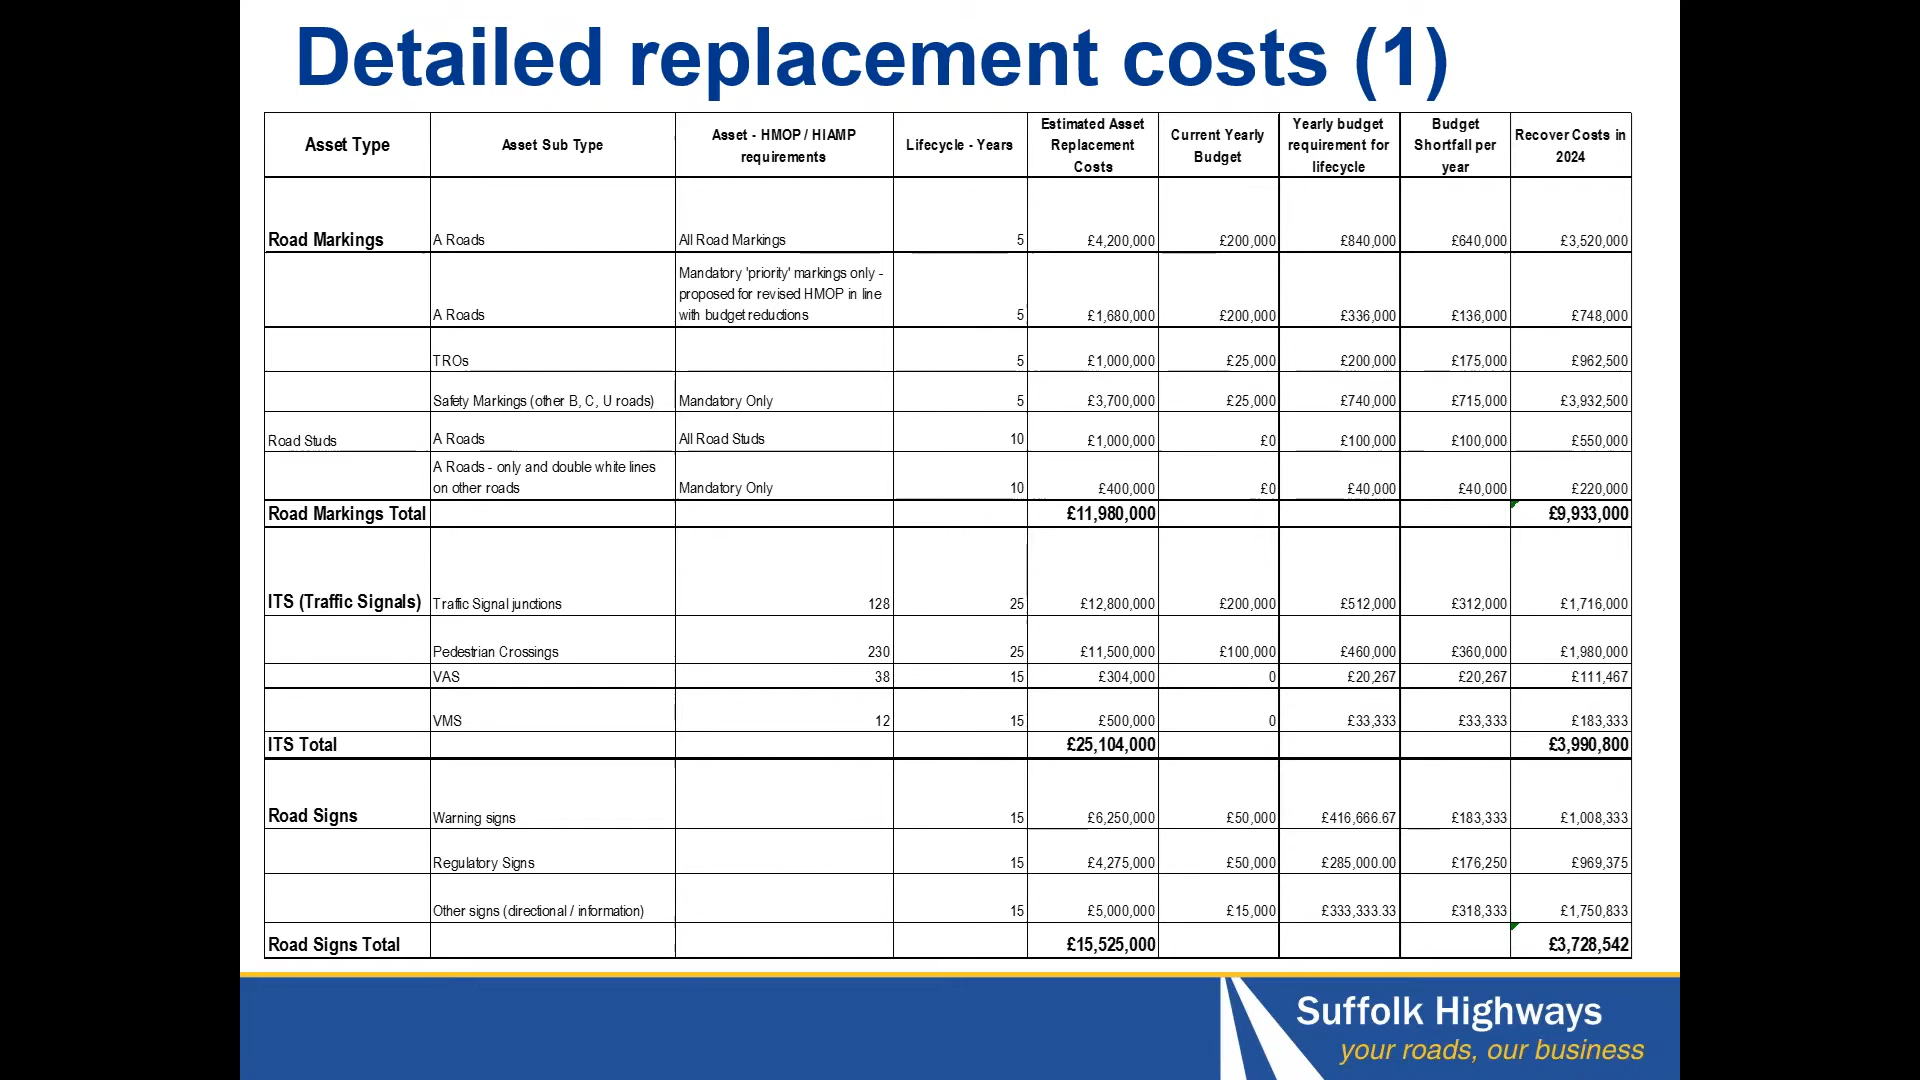 Detailed replacement costs (1)
Asset Type | Asset Sub Type | Asset - HMOP / HIAMP requirements | Lifecycle - Years | Estimated Asset Replacement Costs | Current Yearly Budget | Yearly budget requirement for lifecycle | Budget Shortfall per year | Recover Costs in 2024
Road Markings | A Roads | All Road Markings | 5 | £4,200,000 | £200,000 | £840,000 | £640,000 | £3,520,000
A Roads | Mandatory 'priority' markings only - proposed for revised HMOP in line with budget reductions | 5 | £1,680,000 | £200,000 | £336,000 | £136,000 | £748,000
TROs | 5 | £1,000,000 | £25,000 | £200,000 | £175,000 | £962,500
Safety Markings (other B, C, U roads) | Mandatory Only | 5 | £3,700,000 | £25,000 | £740,000 | £715,000 | £3,932,500
Road Studs | A Roads | All Road Studs | 10 | £1,000,000 | £0 | £100,000 | £100,000 | £550,000
A Roads - only and double white lines on other roads | Mandatory Only | 10 | £400,000 | £0 | £40,000 | £40,000 | £220,000
Road Markings Total | £11,980,000 | £9,933,000
ITS (Traffic Signals) | Traffic Signal junctions | 128 | 25 | £12,800,000 | £200,000 | £512,000 | £312,000 | £1,716,000
Pedestrian Crossings | 230 | 25 | £11,500,000 | £100,000 | £460,000 | £360,000 | £1,980,000
VAS | 38 | 15 | £304,000 | 0 | £20,267 | £20,267 | £111,467
VMS | 12 | 15 | £500,000 | 0 | £33,333 | £33,333 | £183,333
ITS Total | £25,104,000 | £3,990,800
Road Signs | Warning signs | 15 | £6,250,000 | £50,000 | £416,666.67 | £183,333 | £1,008,333
Regulatory Signs | 15 | £4,275,000 | £50,000 | £285,000.00 | £176,250 | £969,375
Other signs (directional / information) | 15 | £5,000,000 | £15,000 | £333,333.33 | £318,333 | £1,750,833
Road Signs Total | £15,525,000 | £3,728,542
Suffolk Highways
your roads, our business